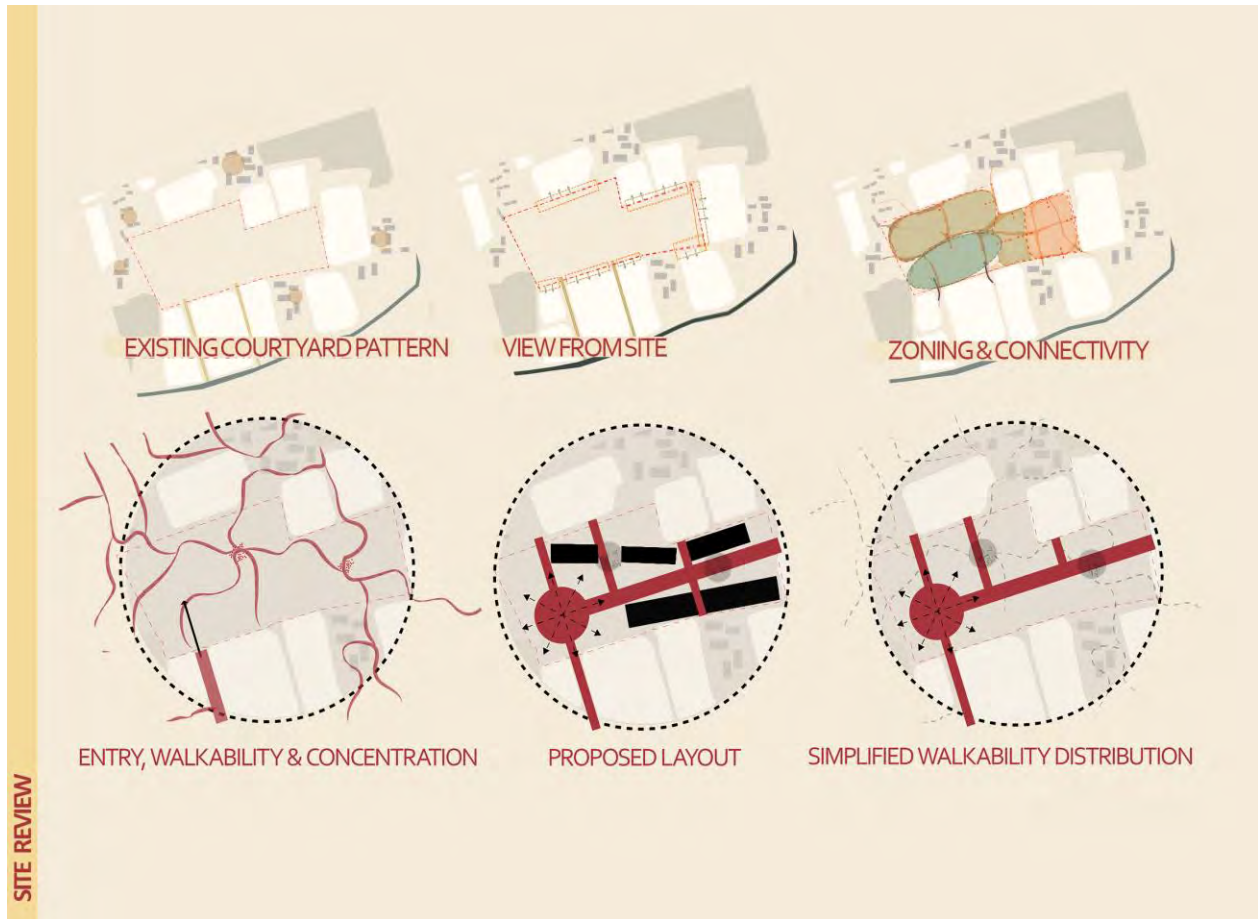 EXISTING COURTYARD PATTERN
VIEW FROM SITE
ZONING & CONNECTIVITY
ENTRY, WALKABILITY & CONCENTRATION
PROPOSED LAYOUT
SIMPLIFIED WALKABILITY DISTRIBUTION
SITE REVIEW